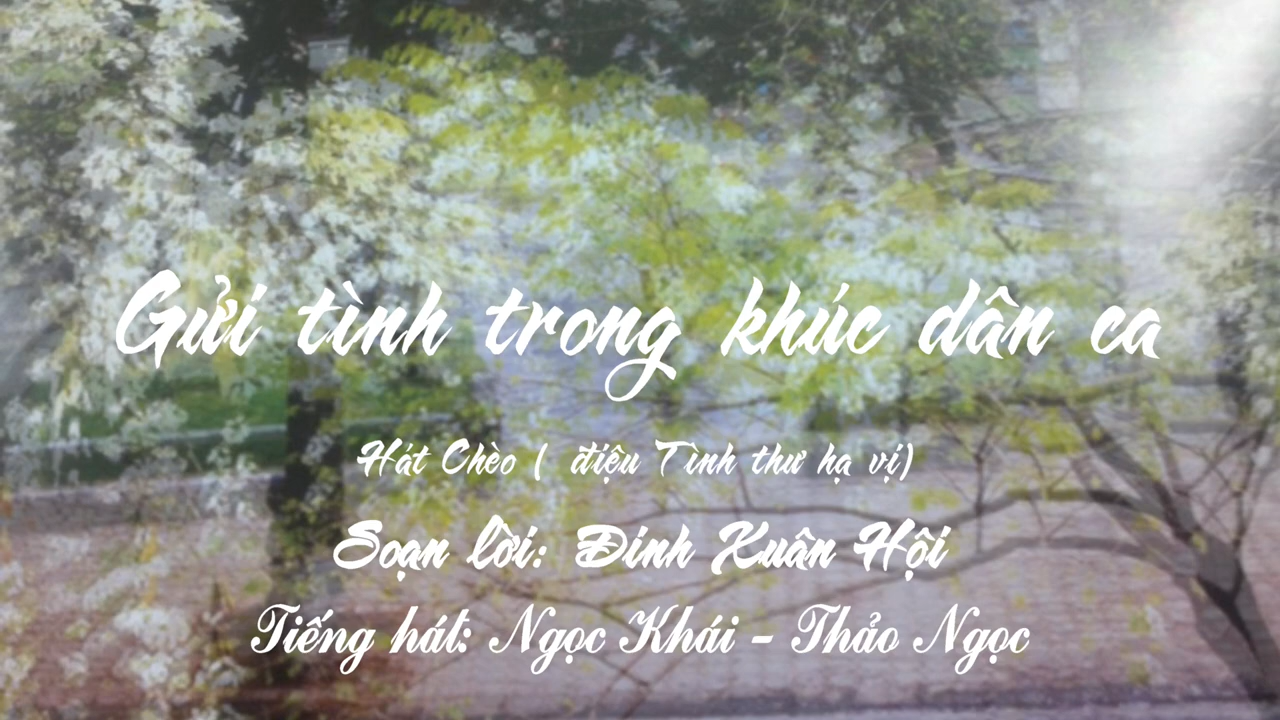 Gửi tình trong khúc dân ca
Hát Chèo ( điệu Tình thư hạ vị)
Soạn lời: Đinh Xuân Hội
Tiếng hát: Ngọc Khái - Thảo Ngọc